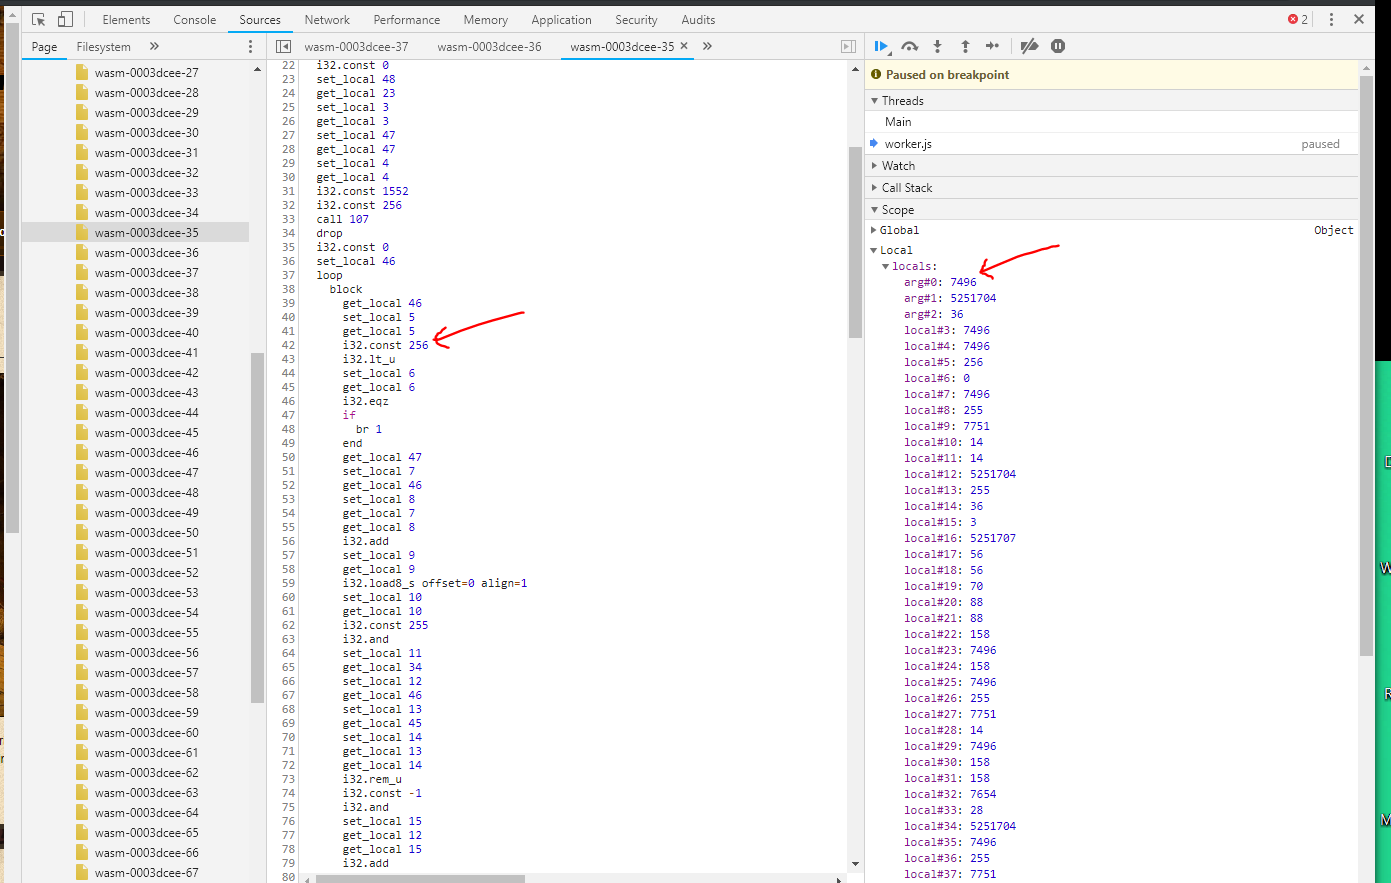 Elements Console Sources Network Performance Memory Application Security Audits 2
Page Filesystem »
wasm-0003dcee-37 wasm-0003dcee-36 wasm-0003dcee-35 × »
wasm-0003dcee-27
wasm-0003dcee-28
wasm-0003dcee-29
wasm-0003dcee-30
wasm-0003dcee-31
wasm-0003dcee-32
wasm-0003dcee-33
wasm-0003dcee-34
wasm-0003dcee-35
wasm-0003dcee-36
wasm-0003dcee-37
wasm-0003dcee-38
wasm-0003dcee-39
wasm-0003dcee-40
wasm-0003dcee-41
wasm-0003dcee-42
wasm-0003dcee-43
wasm-0003dcee-44
wasm-0003dcee-45
wasm-0003dcee-46
wasm-0003dcee-47
wasm-0003dcee-48
wasm-0003dcee-49
wasm-0003dcee-50
wasm-0003dcee-51
wasm-0003dcee-52
wasm-0003dcee-53
wasm-0003dcee-54
wasm-0003dcee-55
wasm-0003dcee-56
wasm-0003dcee-57
wasm-0003dcee-58
wasm-0003dcee-59
wasm-0003dcee-60
wasm-0003dcee-61
wasm-0003dcee-62
wasm-0003dcee-63
wasm-0003dcee-64
wasm-0003dcee-65
wasm-0003dcee-66
wasm-0003dcee-67
22 i32.const 0
23 set_local 48
24 get_local 23
25 set_local 3
26 get_local 3
27 set_local 47
28 get_local 47
29 set_local 4
30 get_local 4
31 i32.const 1552
32 i32.const 256
33 call 107
34 drop
35 i32.const 0
36 set_local 46
37 loop
38 block
39 get_local 46
40 set_local 5
41 get_local 5
42 i32.const 256
43 i32.lt_u
44 set_local 6
45 get_local 6
46 i32.eqz
47 if
48 br 1
49 end
50 get_local 47
51 set_local 7
52 get_local 46
53 set_local 8
54 get_local 7
55 get_local 8
56 i32.add
57 set_local 9
58 get_local 9
59 i32.load8_s offset=0 align=1
60 set_local 10
61 get_local 10
62 i32.const 255
63 i32.and
64 set_local 11
65 get_local 34
66 set_local 12
67 get_local 46
68 set_local 13
69 get_local 45
70 set_local 14
71 get_local 13
72 get_local 14
73 i32.rem_u
74 i32.const -1
75 i32.and
76 set_local 15
77 get_local 12
78 get_local 15
79 i32.add
80
Paused on breakpoint
Threads
Main
worker.js paused
Watch
Call Stack
Scope
Global Object
Local
locals:
arg#0: 7496
arg#1: 5251704
arg#2: 36
local#3: 7496
local#4: 7496
local#5: 256
local#6: 0
local#7: 7496
local#8: 255
local#9: 7751
local#10: 14
local#11: 14
local#12: 5251704
local#13: 255
local#14: 36
local#15: 3
local#16: 5251707
local#17: 56
local#18: 56
local#19: 70
local#20: 88
local#21: 88
local#22: 158
local#23: 7496
local#24: 158
local#25: 7496
local#26: 255
local#27: 7751
local#28: 14
local#29: 7496
local#30: 158
local#31: 158
local#32: 7654
local#33: 28
local#34: 5251704
local#35: 7496
local#36: 255
local#37: 7751